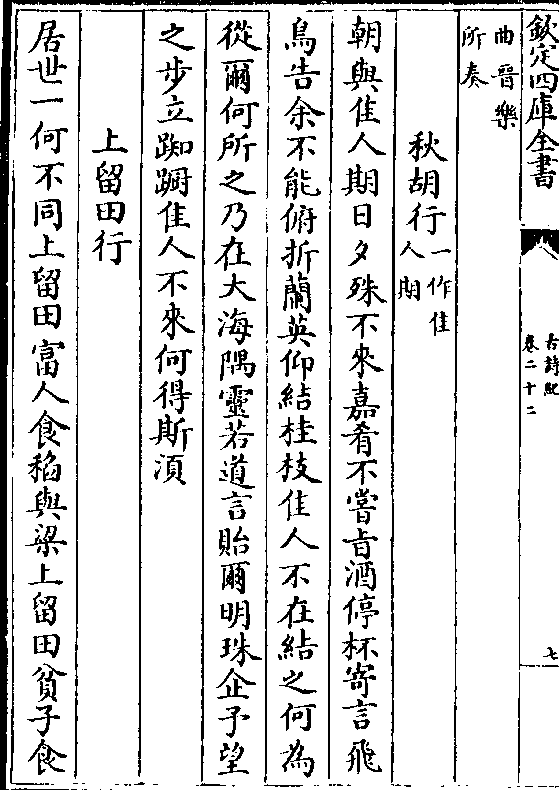 欽定四庫全書
古詩紀
卷二十二
七
曲晉樂
所奏
秋胡行一作佳
人期
朝與佳人期日夕殊不來嘉肴不嘗旨酒停杯寄言飛
鳥告余不能俯折蘭英仰結桂枝佳人不在結之何為
從爾何所之乃在大海隅靈若道言貽爾明珠企予望
之步立踟蹰佳人不來何得斯湏
上留田行
居世一何不同上留田富人食稻與粱上留田貧子食